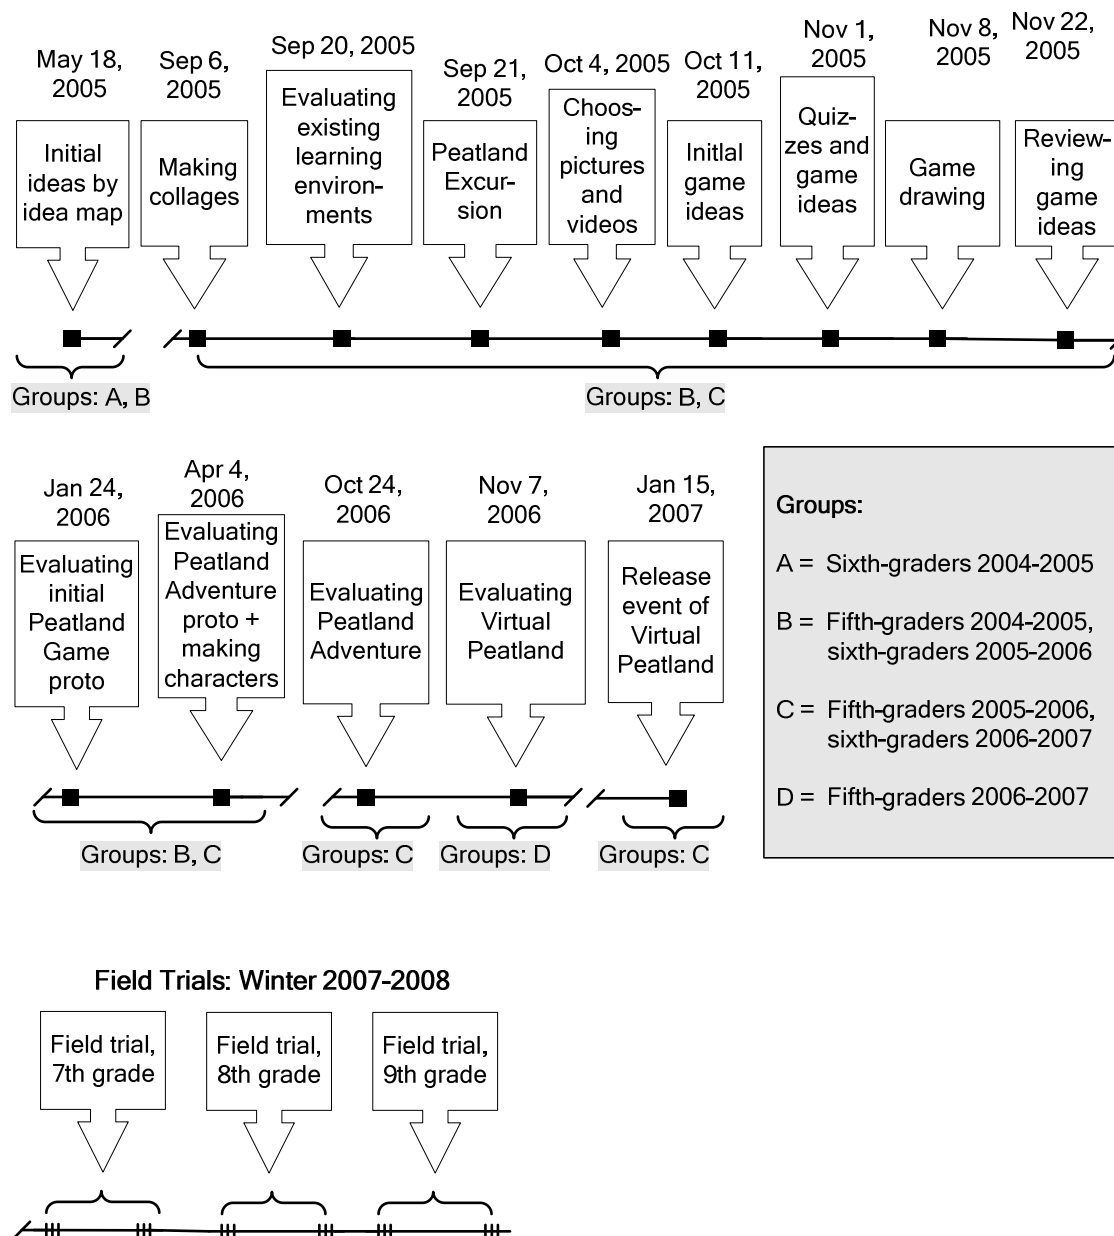 May 18,
2005
Initial
ideas by
idea map
Sep 6,
2005
Making
collages
Sep 20, 2005
Evaluating
existing
learning
environ-
ments
Sep 21,
2005
Peatland
Excur-
sion
Oct 4, 2005
Choos-
ing
pictures
and
videos
Oct 11,
2005
Initlal
game
ideas
Nov 1,
2005
Quiz-
zes and
game
ideas
Nov 8,
2005
Game
drawing
Nov 22,
2005
Review-
ing
game
ideas
Groups: A, B
Groups: B, C
Jan 24,
2006
Evaluating
initial
Peatland
Game
proto
Apr 4,
2006
Evaluating
Peatland
Adventure
proto +
making
characters
Oct 24,
2006
Evaluating
Peatland
Adventure
Nov 7,
2006
Evaluating
Virtual
Peatland
Jan 15,
2007
Release
event of
Virtual
Peatland
Groups: B, C
Groups: C
Groups: D
Groups: C
Groups:
A = Sixth-graders 2004-2005
B = Fifth-graders 2004-2005,
sixth-graders 2005-2006
C = Fifth-graders 2005-2006,
sixth-graders 2006-2007
D = Fifth-graders 2006-2007
Field Trials: Winter 2007-2008
Field trial,
7th grade
Field trial,
8th grade
Field trial,
9th grade